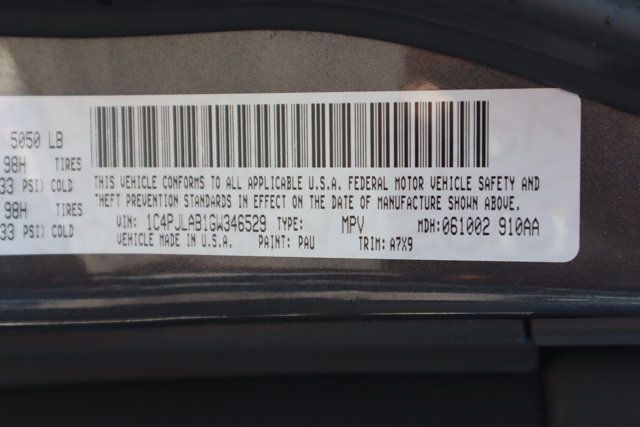 5050 LB
98H TIRES
33 PSI) COLD
98H TIRES
33 PSI) COLD
THIS VEHICLE CONFORMS TO ALL APPLICABLE U.S.A. FEDERAL MOTOR VEHICLE SAFETY AND
THEFT PREVENTION STANDARDS IN EFFECT ON THE DATE OF MANUFACTURE SHOWN ABOVE.
VIN: 1C4PJLAB1GW346529 TYPE: MPV MDH:061002 910AA
VEHICLE MADE IN U.S.A. PAINT: PAU TRIM: A7X9